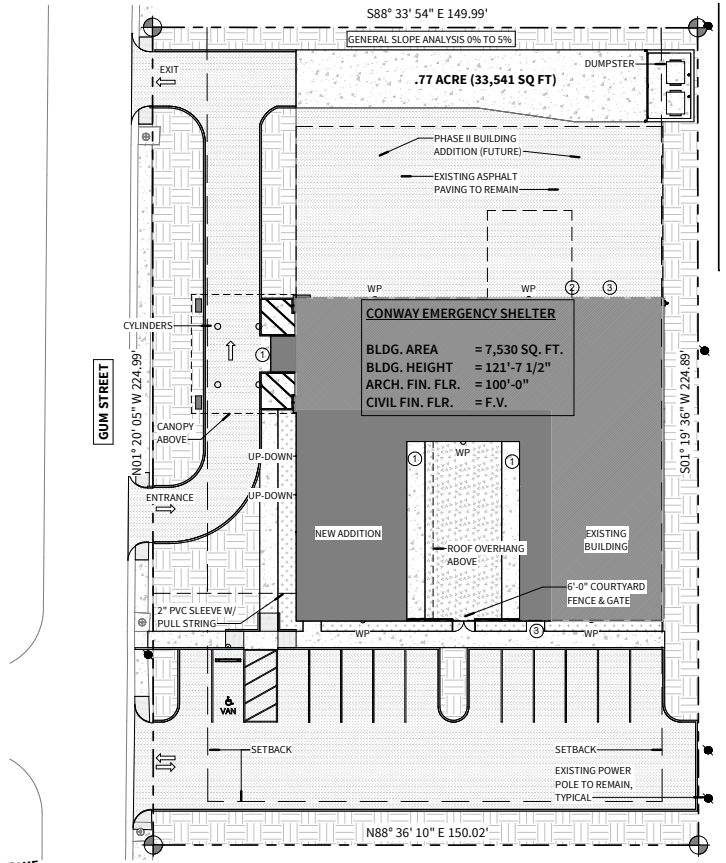 S88° 33' 54" E 149.99'
GENERAL SLOPE ANALYSIS 0% TO 5%
EXIT
DUMPSTER
.77 ACRE (33,541 SQ FT)
PHASE II BUILDING
ADDITION (FUTURE)
EXISTING ASPHALT
PAVING TO REMAIN
WP
WP
2
3
CYLINDERS
1
CONWAY EMERGENCY SHELTER
BLDG. AREA = 7,530 SQ. FT.
BLDG. HEIGHT = 121'-7 1/2"
ARCH. FIN. FLR. = 100'-0"
CIVIL FIN. FLR. = F.V.
GUM STREET
N01° 20' 05" W 224.99'
S01° 19' 36" W 224.89'
CANOPY
ABOVE
UP-DOWN
1
WP
1
ENTRANCE
UP-DOWN
NEW ADDITION
ROOF OVERHANG
ABOVE
EXISTING
BUILDING
6'-0" COURTYARD
FENCE & GATE
2" PVC SLEEVE W/
PULL STRING
WP
3
WP
VAN
SETBACK
SETBACK
EXISTING POWER
POLE TO REMAIN,
TYPICAL
N88° 36' 10" E 150.02'